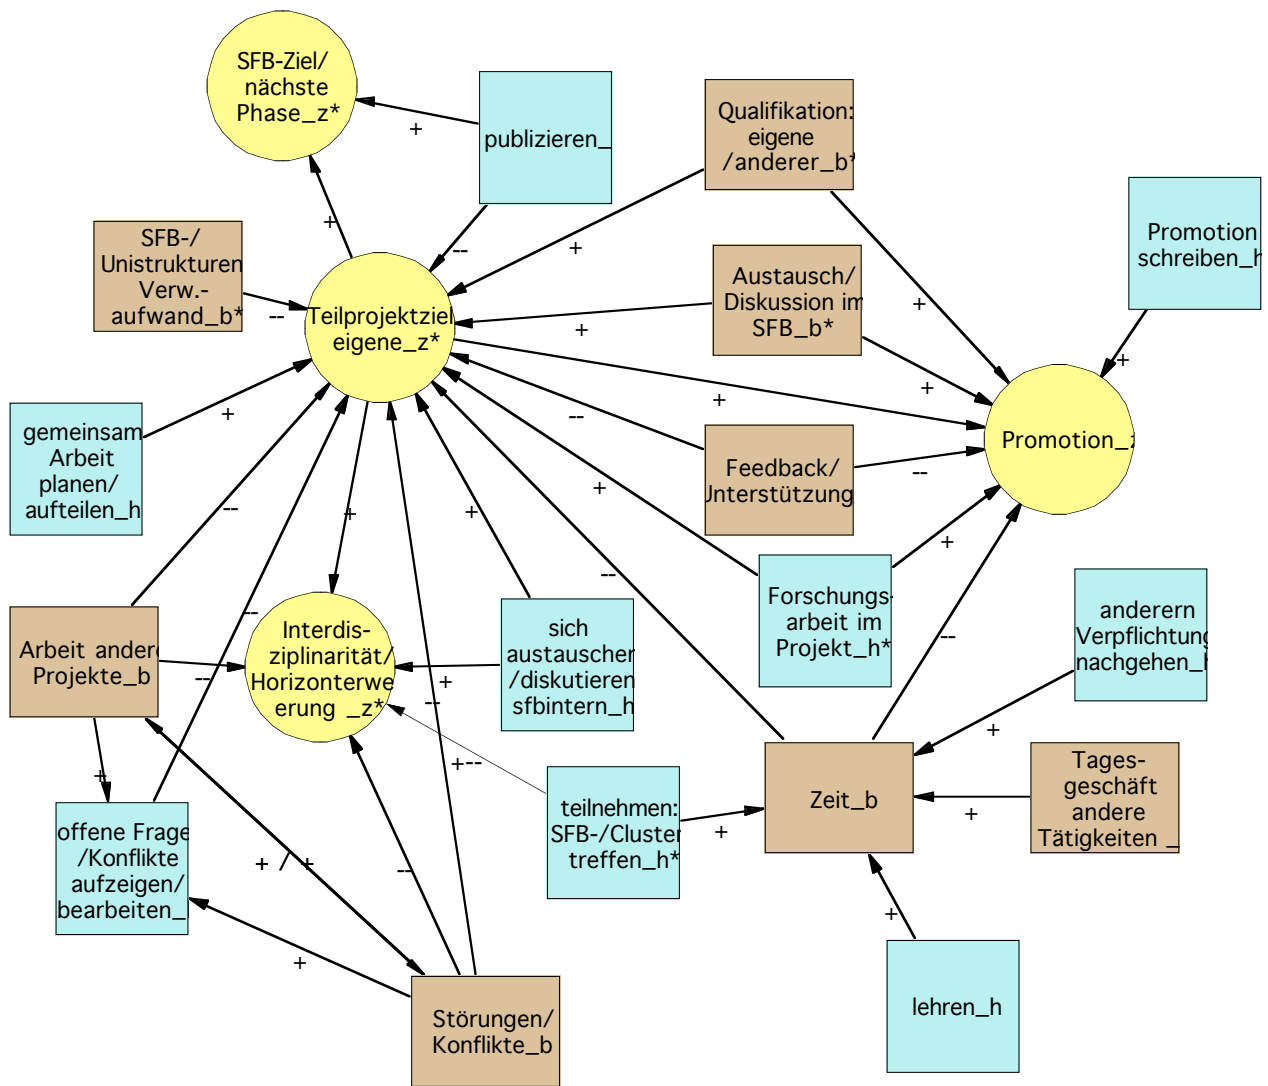 SFB-Ziel/
nächste
Phase_z*
publizieren_
Qualifikation:
eigene
/anderer_b*
+
Promotion
schreiben_h
SFB-/
Unistrukturen
Verw.-
aufwand_b*
+
--
+
Austausch/
Diskussion im
SFB_b*
--
Teilprojektziel
eigene_z*
+
+
+
+
+
gemeinsam
Arbeit
planen/
aufteilen_h
+
--
Promotion_z
Feedback/
Unterstützung
--
--
+
+
+
+
Forschungs-
arbeit im
Projekt_h*
--
anderern
Verpflichtung
nachgehen_h
Arbeit andere
Projekte_b
--
--
Interdis-
ziplinarität/
Horizonterwe
erung _z*
sich
austauschen
/diskutieren
sfbintern_h
--
+
--
+
+
+--
teilnehmen:
SFB-/Cluster
treffen_h*
+
Zeit_b
+
Tages-
geschäft
andere
Tätigkeiten _
offene Frage
/Konflikte
aufzeigen/
bearbeiten_
+ / +
--
+
+
Störungen/
Konflikte_b
lehren_h